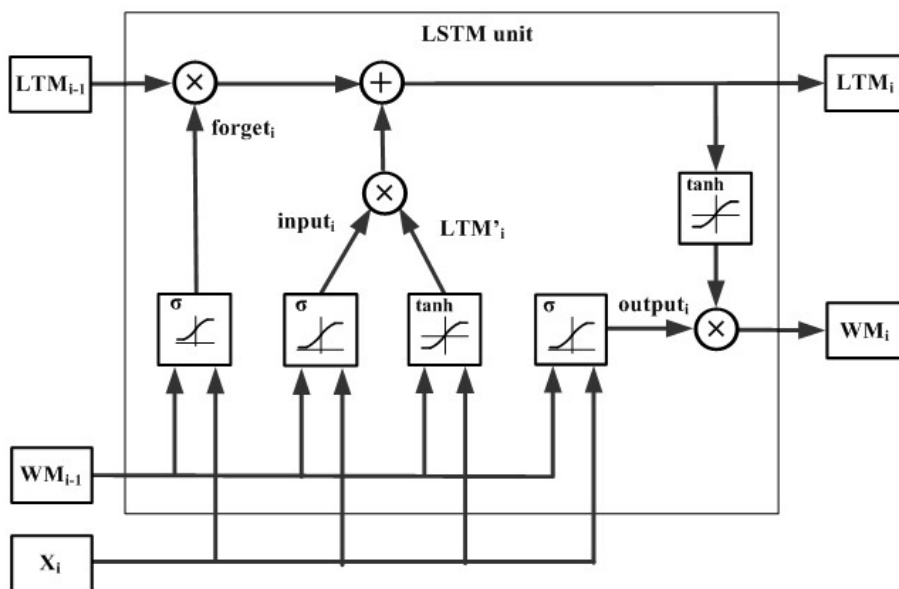 LSTM unit
LTMi-1
LTMi
forgeti
tanh
inputi
LTM’i
σ
σ
tanh
σ
outputi
WMi
WMi-1
Xi